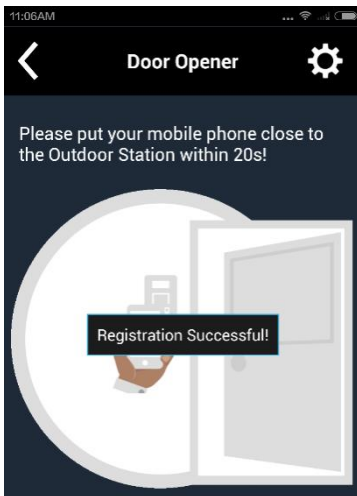 11:06AM
Door Opener
Please put your mobile phone close to
the Outdoor Station within 20s!
Registration Successful!